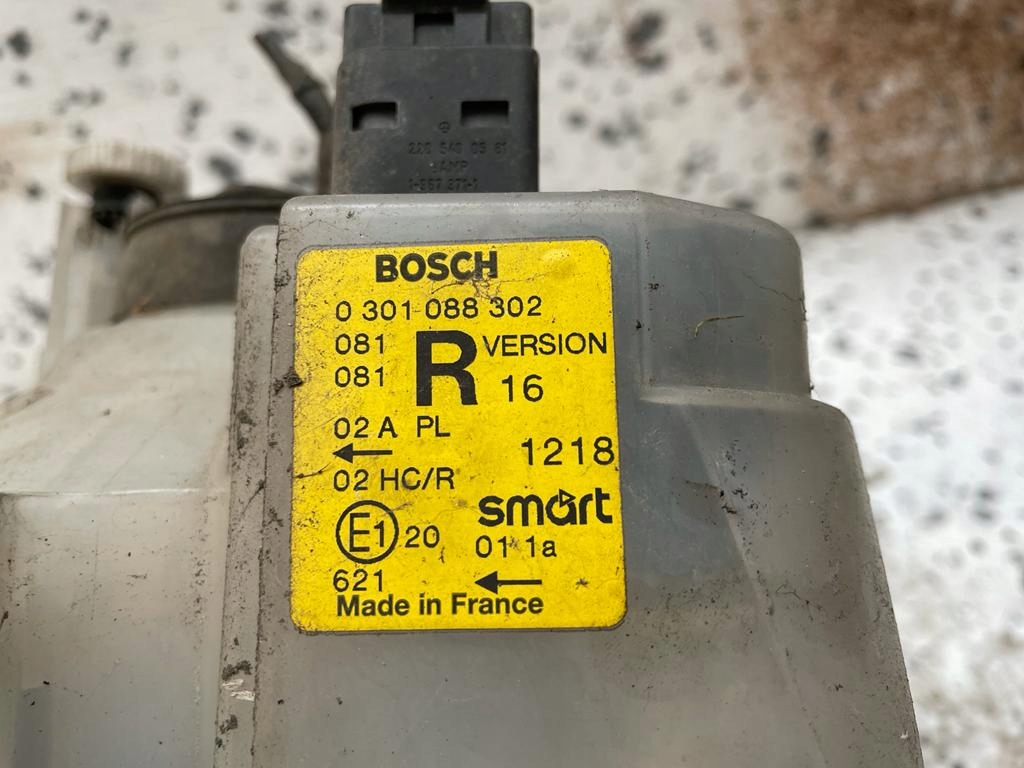 LAMP
BOSCH
0 301 088 302
081
R
VERSION
081
16
02 A PL
1218
02 HC/R
smart
E1 20
01 1a
621
Made in France